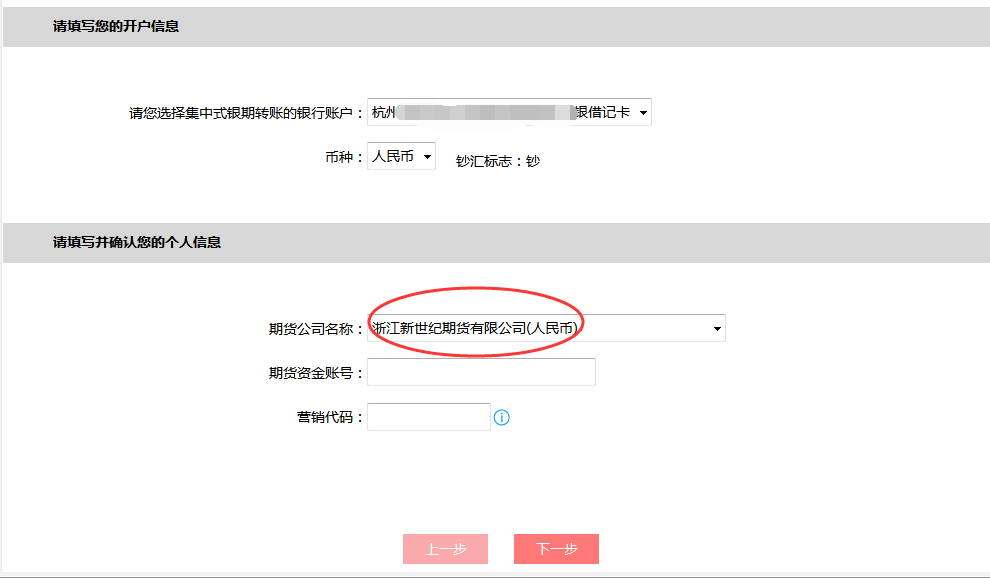 请填写您的开户信息
请您选择集中式银期转账的银行账户： 杭州 银借记卡
币种： 人民币 钞汇标志：钞
请填写并确认您的个人信息
期货公司名称： 浙江新世纪期货有限公司(人民币)
期货资金账号：
营销代码：
上一步 下一步